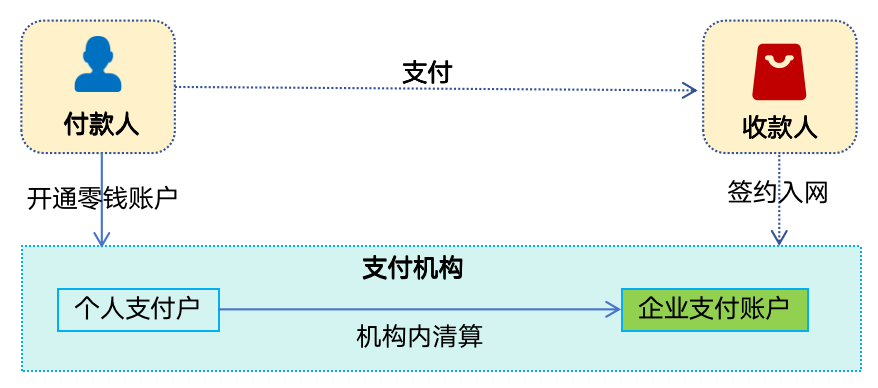 支付
付款人
收款人
开通零钱账户
签约入网
支付机构
个人支付户
企业支付账户
机构内清算